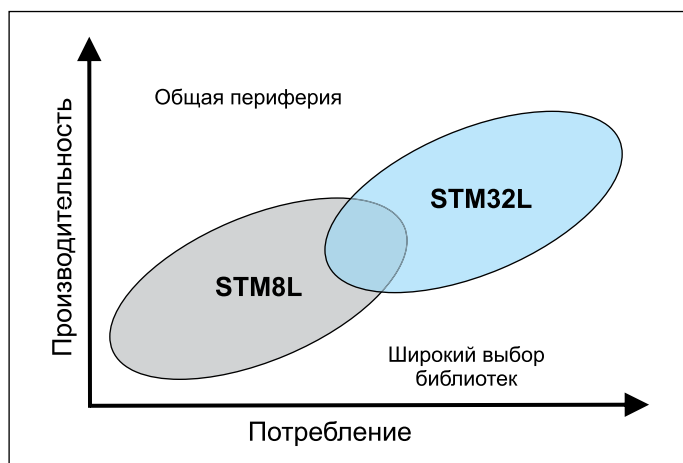 Производительность
Общая периферия
STM32L
STM8L
Широкий выбор
библиотек
Потребление